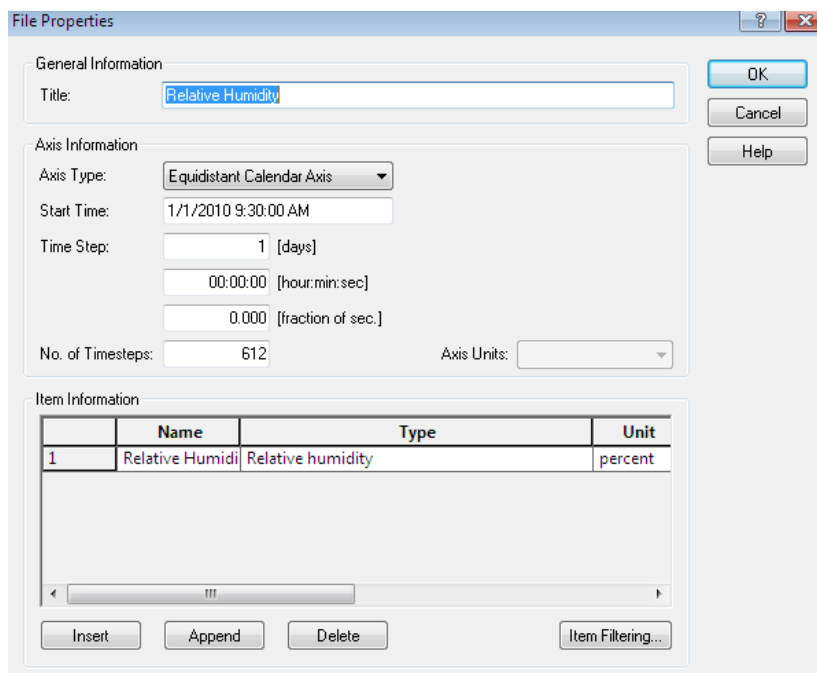 File Properties
General Information
Title: Relative Humidity
OK
Cancel
Help
Axis Information
Axis Type: Equidistant Calendar Axis
Start Time: 1/1/2010 9:30:00 AM
Time Step: 1 [days]
00:00:00 [hour:min:sec]
0.000 [fraction of sec.]
No. of Timesteps: 612 Axis Units:
Item Information
Name Type Unit
1 Relative Humidi Relative humidity percent
Insert Append Delete Item Filtering...